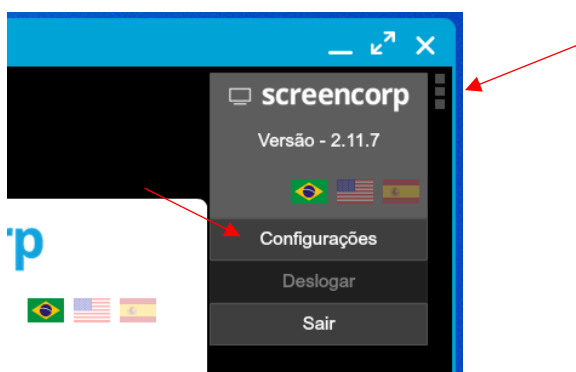 screencorp
Versão - 2.11.7
Configurações
rp
Deslogar
Sair